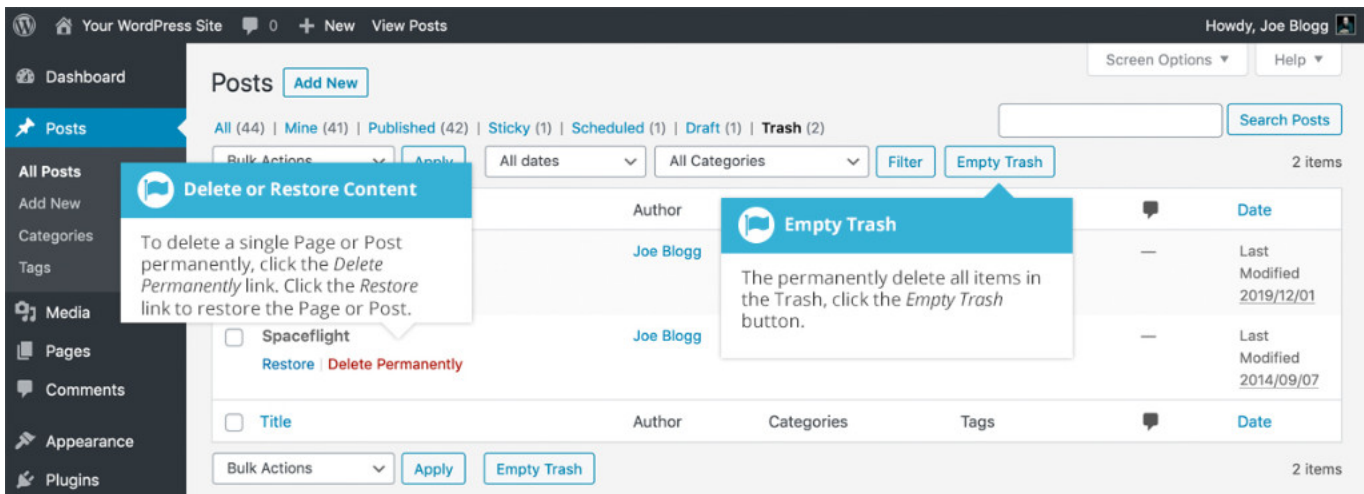 Your WordPress Site 0 + New View Posts Howdy, Joe Blogg
Screen Options ▼ Help ▼
Dashboard
Posts Add New
Posts
All (44) | Mine (41) | Published (42) | Sticky (1) | Scheduled (1) | Draft (1) | Trash (2) Search Posts
Bulk Actions Apply All dates All Categories Filter Empty Trash 2 items
All Posts
Add New
Categories
Tags
Media
Pages
Comments
Appearance
Plugins
Delete or Restore Content
To delete a single Page or Post
permanently, click the Delete
Permanently link. Click the Restore
link to restore the Page or Post.
Author Date
Empty Trash
The permanently delete all items in
the Trash, click the Empty Trash
button.
Joe Blogg — Last
Modified
2019/12/01
Spaceflight Joe Blogg — Last
Modified
2014/09/07
Restore | Delete Permanently
Title Author Categories Tags Date
Bulk Actions Apply Empty Trash 2 items